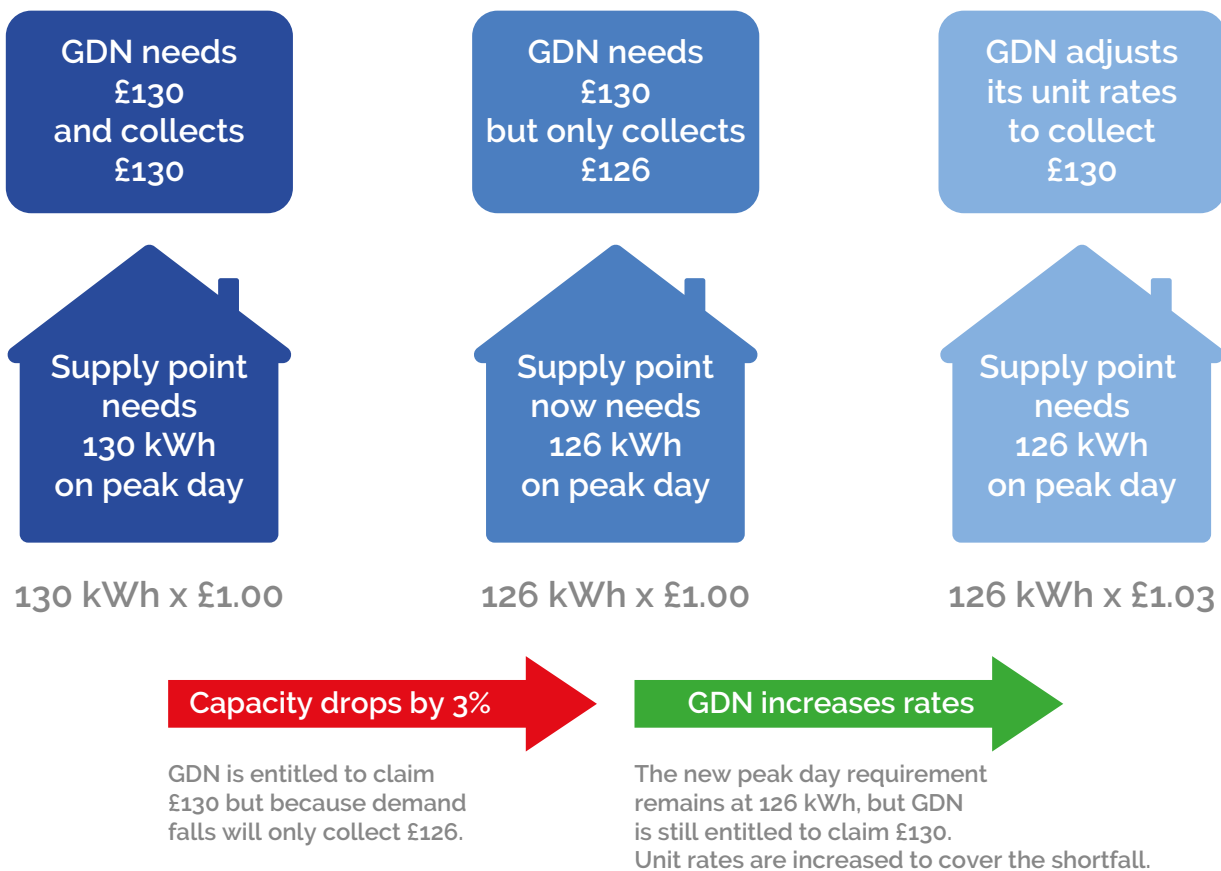 GDN needs
£130
and collects
£130
GDN needs
£130
but only collects
£126
GDN adjusts
its unit rates
to collect
£130
Supply point
needs
130 kWh
on peak day
Supply point
now needs
126 kWh
on peak day
Supply point
needs
126 kWh
on peak day
130 kWh x £1.00
126 kWh x £1.00
126 kWh x £1.03
Capacity drops by 3%
GDN increases rates
GDN is entitled to claim
£130 but because demand
falls will only collect £126.
The new peak day requirement
remains at 126 kWh, but GDN
is still entitled to claim £130.
Unit rates are increased to cover the shortfall.